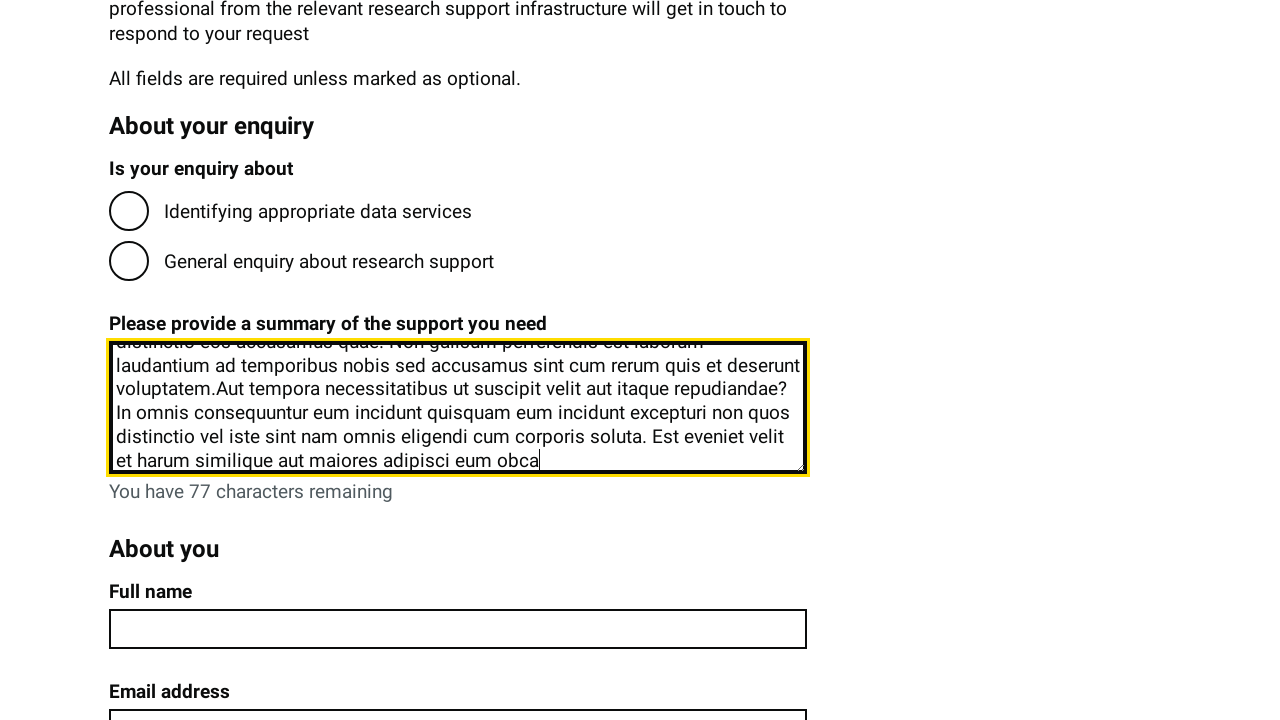 professional from the relevant research support infrastructure will get in touch to
respond to your request
All fields are required unless marked as optional.
About your enquiry
Is your enquiry about
Identifying appropriate data services
General enquiry about research support
Please provide a summary of the support you need
laudantium ad temporibus nobis sed accusamus sint cum rerum quis et deserunt
voluptatem.Aut tempora necessitatibus ut suscipit velit aut itaque repudiandae?
In omnis consequuntur eum incidunt quisquam eum incidunt excepturi non quos
distinctio vel iste sint nam omnis eligendi cum corporis soluta. Est eveniet velit
et harum similique aut maiores adipisci eum obca
You have 77 characters remaining
About you
Full name
Email address